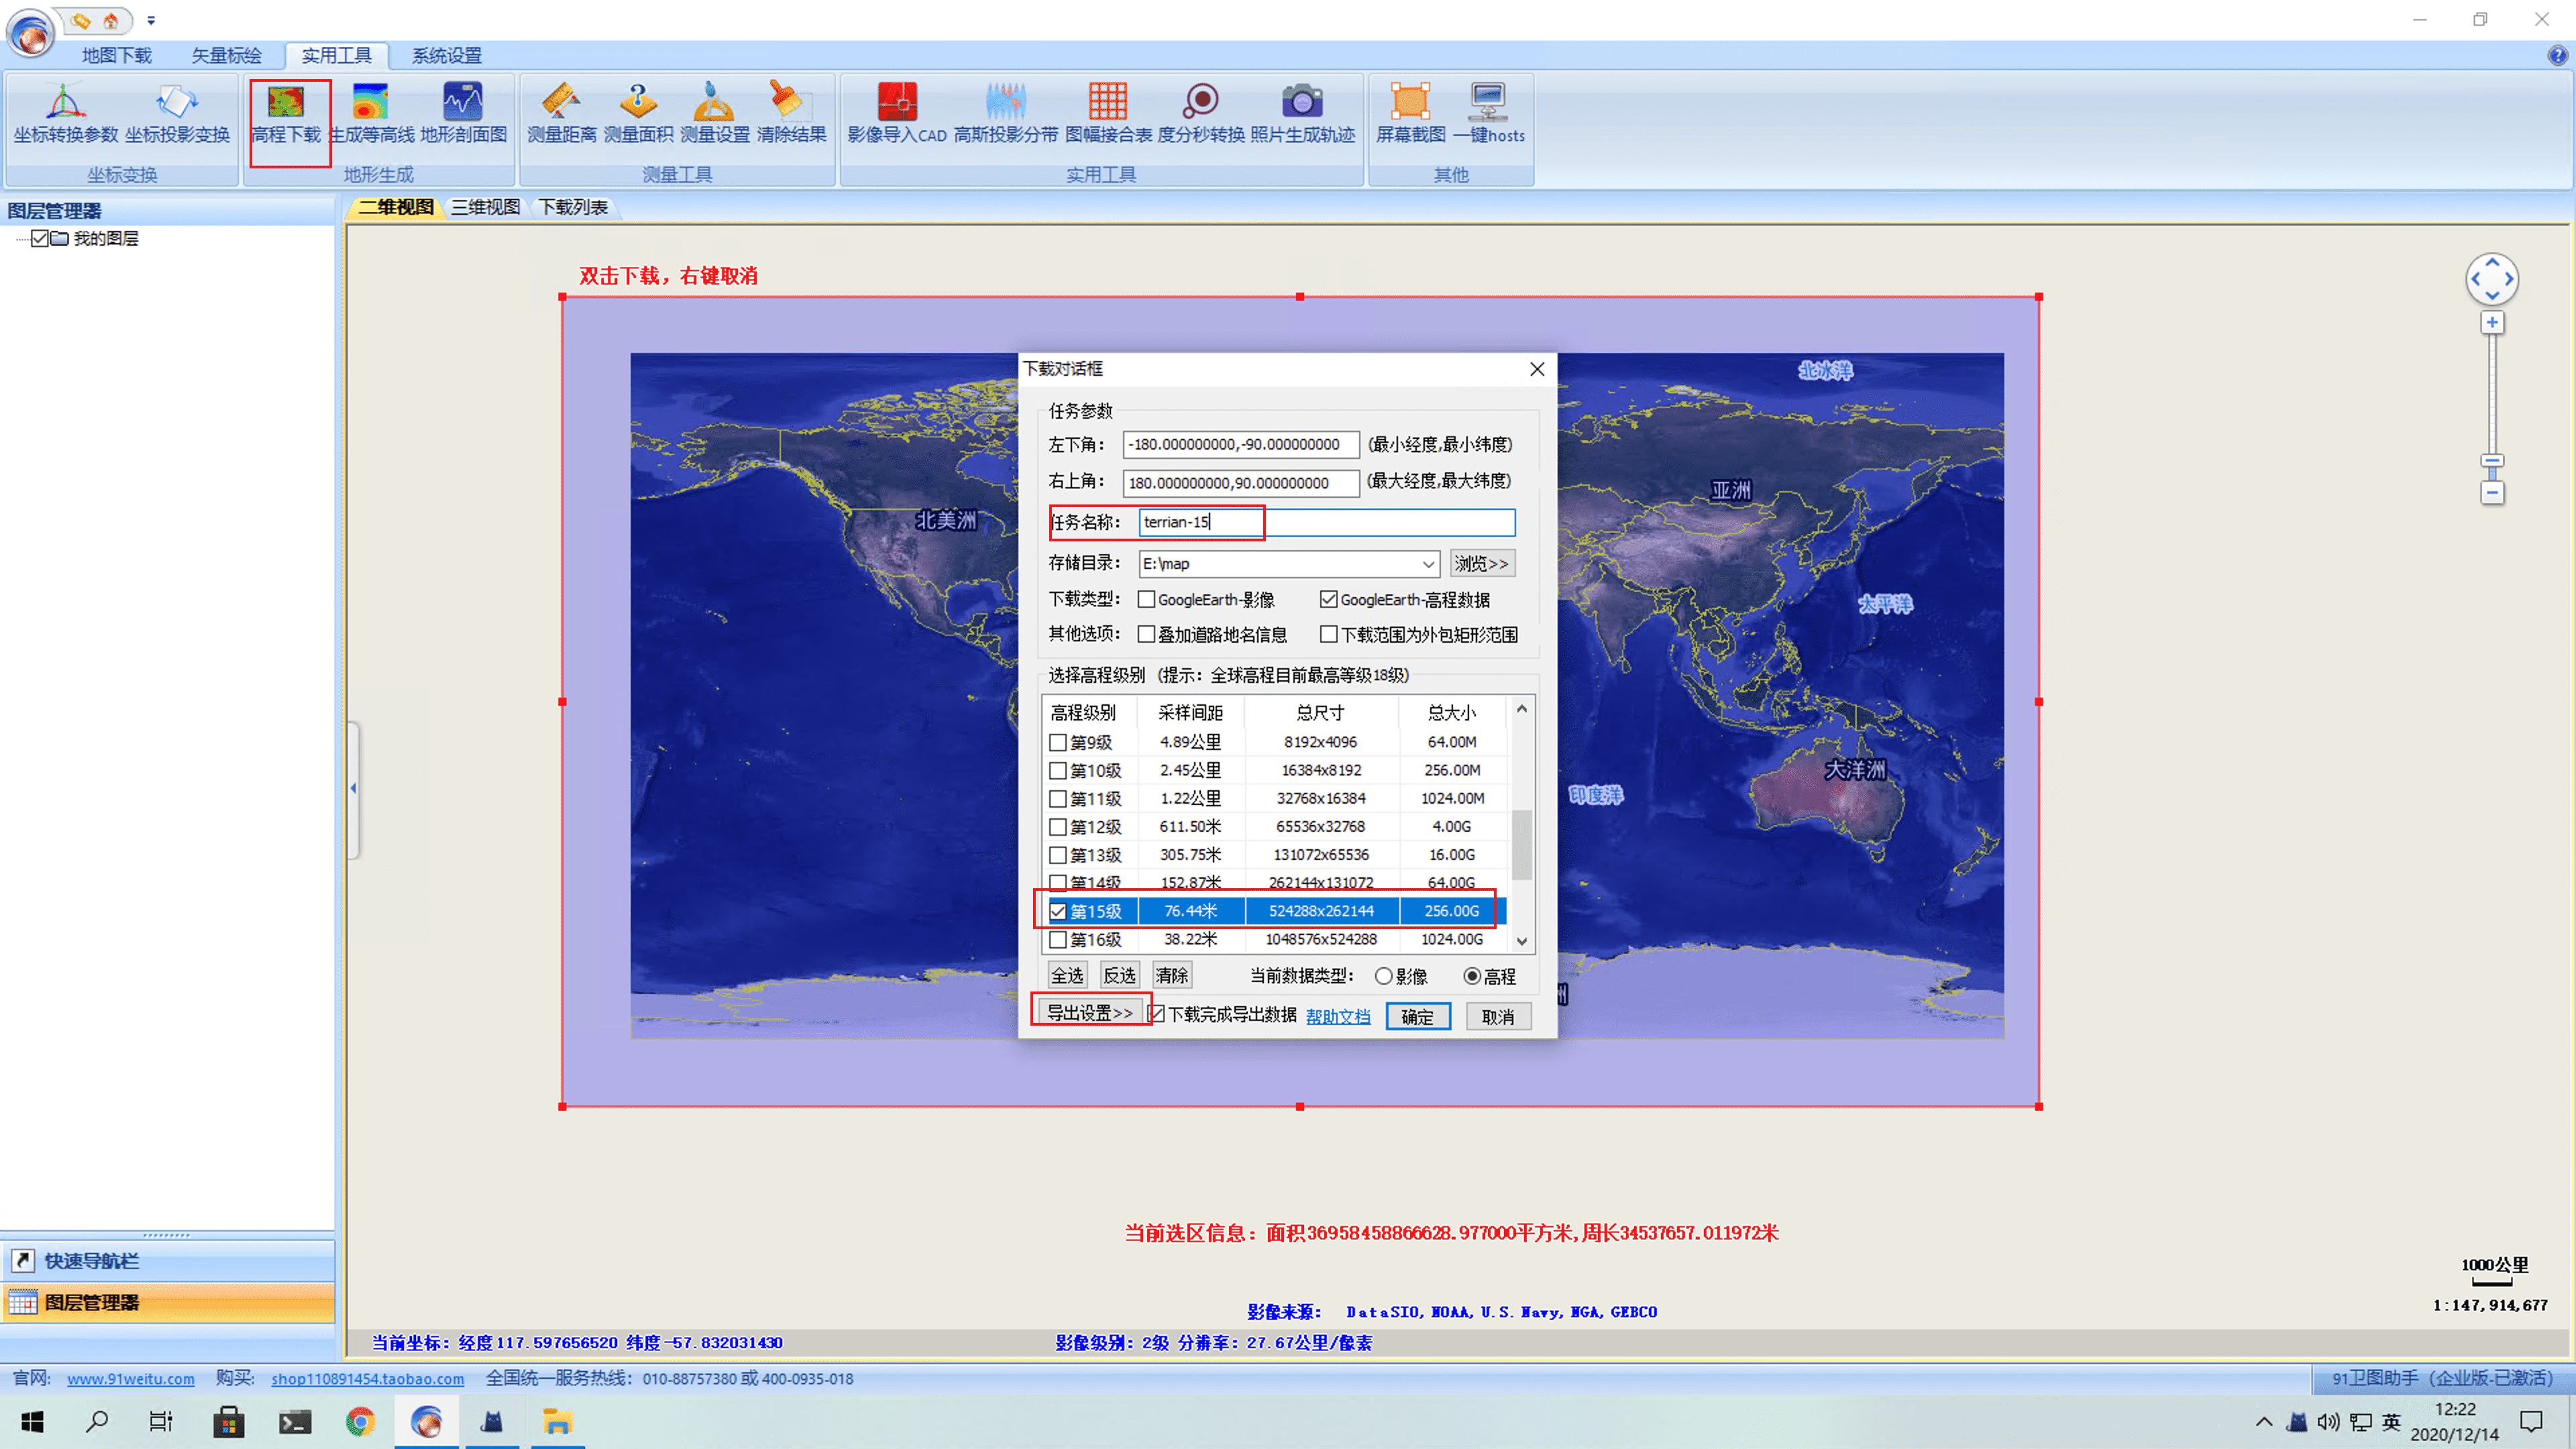 地图下载 矢量标绘 实用工具 系统设置
坐标转换参数 坐标投影变换 高程下载 生成等高线 地形剖面图 测量距离 测量面积 测量设置 清除结果 影像导入CAD 高斯投影分带 图幅接合表 度分秒转换 照片生成轨迹 屏幕截图 一键hosts
坐标变换 地形生成 测量工具 实用工具 其他
图层管理器
二维视图 三维视图 下载列表
我的图层
双击下载，右键取消
北冰洋
亚洲
北美洲
太平洋
大洋洲
印度洋
下载对话框
任务参数
左下角： -180.000000000,-90.000000000 (最小经度,最小纬度)
右上角： 180.000000000,90.000000000 (最大经度,最大纬度)
任务名称： terrian-15
存储目录： E:\map 浏览>>
下载类型： GoogleEarth-影像 GoogleEarth-高程数据
其他选项： 叠加道路地名信息 下载范围为外包矩形范围
选择高程级别（提示：全球高程目前最高等级18级）
高程级别 采样间距 总尺寸 总大小
第9级 4.89公里 8192x4096 64.00M
第10级 2.45公里 16384x8192 256.00M
第11级 1.22公里 32768x16384 1024.00M
第12级 611.50米 65536x32768 4.00G
第13级 305.75米 131072x65536 16.00G
第14级 152.87米 262144x131072 64.00G
第15级 76.44米 524288x262144 256.00G
第16级 38.22米 1048576x524288 1024.00G
全选 反选 清除 当前数据类型： 影像 高程
导出设置>> 下载完成导出数据 帮助文档 确定 取消
当前选区信息：面积36958458866628.977000平方米,周长34537657.011972米
1000公里
影像来源： DataSIO, NOAA, U.S. Navy, NGA, GEBCO
1:147,914,677
当前坐标：经度117.597656520 纬度-57.832031430
影像级别：2级 分辨率：27.67公里/像素
快速导航栏
图层管理器
官网: www.91weitu.com 购买: shop110891454.taobao.com 全国统一服务热线：010-88757380 或 400-0935-018
91卫图助手（企业版-已激活）
英
12:22
2020/12/14